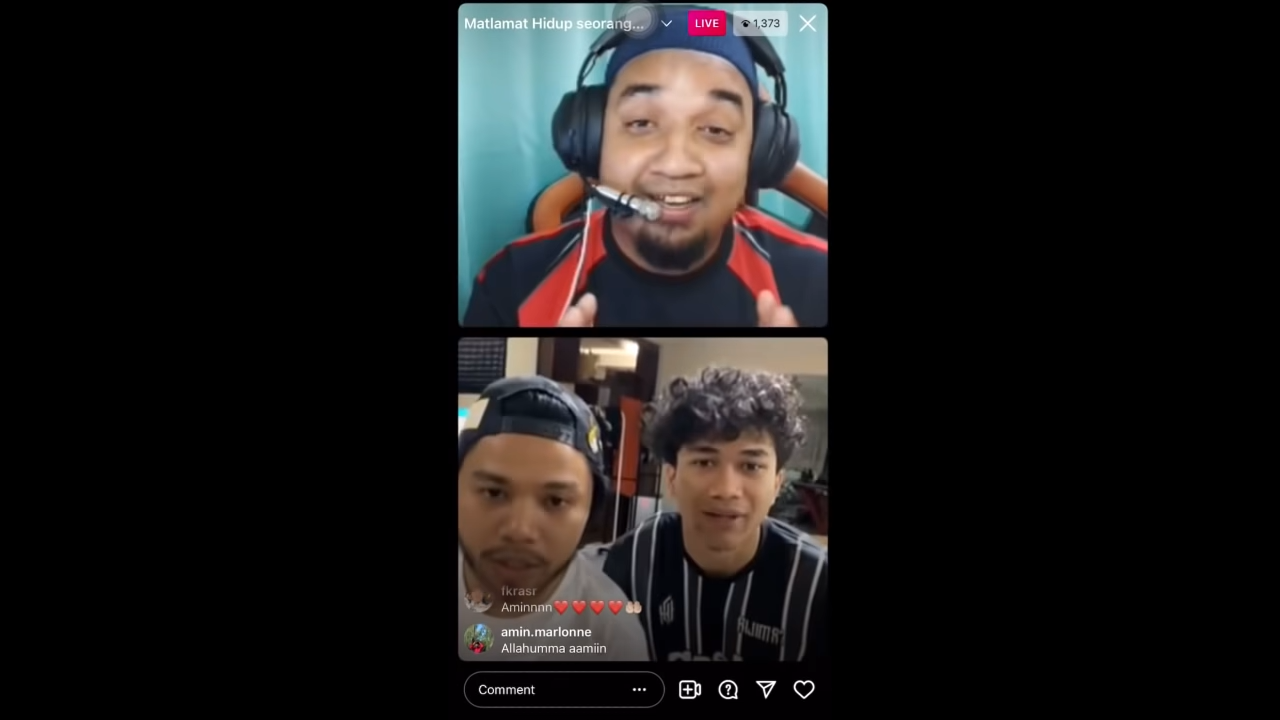 Matlamat Hidup seorang...
LIVE
1,373
fkrasr
Aminnnn❤️❤️❤️❤️🤲🏻
amin.marlonne
Allahumma aamiin
Comment